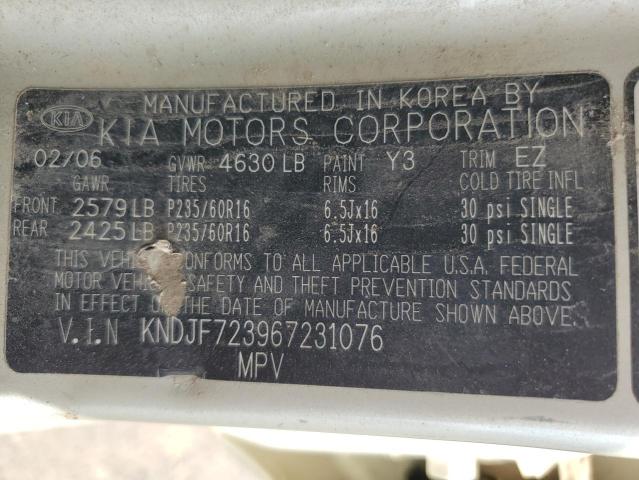 MANUFACTURED IN KOREA BY
KIA KIA MOTORS CORPORATION
02/06 GVWR 4630 LB PAINT Y3 TRIM EZ
GAWR TIRES RIMS COLD TIRE INFL
FRONT 2579 LB P235/60R16 6.5Jx16 30 psi SINGLE
REAR 2425 LB P235/60R16 6.5Jx16 30 psi SINGLE
THIS CONFORMS TO ALL APPLICABLE U.S.A. FEDERAL
MOTOR SAFETY AND THEFT PREVENTION STANDARDS
IN EFFECT THE DATE OF MANUFACTURE SHOWN ABOVE
V.I.N KNDJF723967231076
MPV